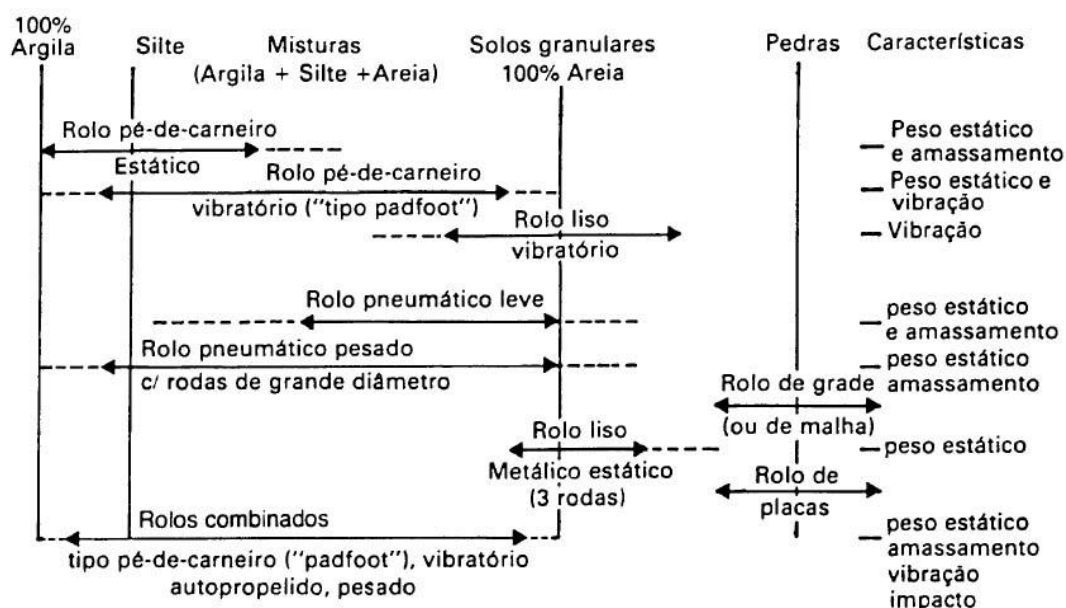 100%
Argila
Silte
Misturas
(Argila + Silte +Areia)
Solos granulares
100% Areia
Pedras
Características
Rolo pé-de-carneiro
Estático
Peso estático
e amassamento
Rolo pé-de-carneiro
vibratório (''tipo padfoot'')
Peso estático e
vibração
Rolo liso
vibratório
Vibração
Rolo pneumático leve
peso estático
e amassamento
Rolo pneumático pesado
c/ rodas de grande diâmetro
peso estático
amassamento
Rolo de grade
(ou de malha)
Rolo liso
Metálico estático
(3 rodas)
peso estático
Rolo de
placas
Rolos combinados
tipo pé-de-carneiro (''padfoot''), vibratório
autopropelido, pesado
peso estático
amassamento
vibração
impacto